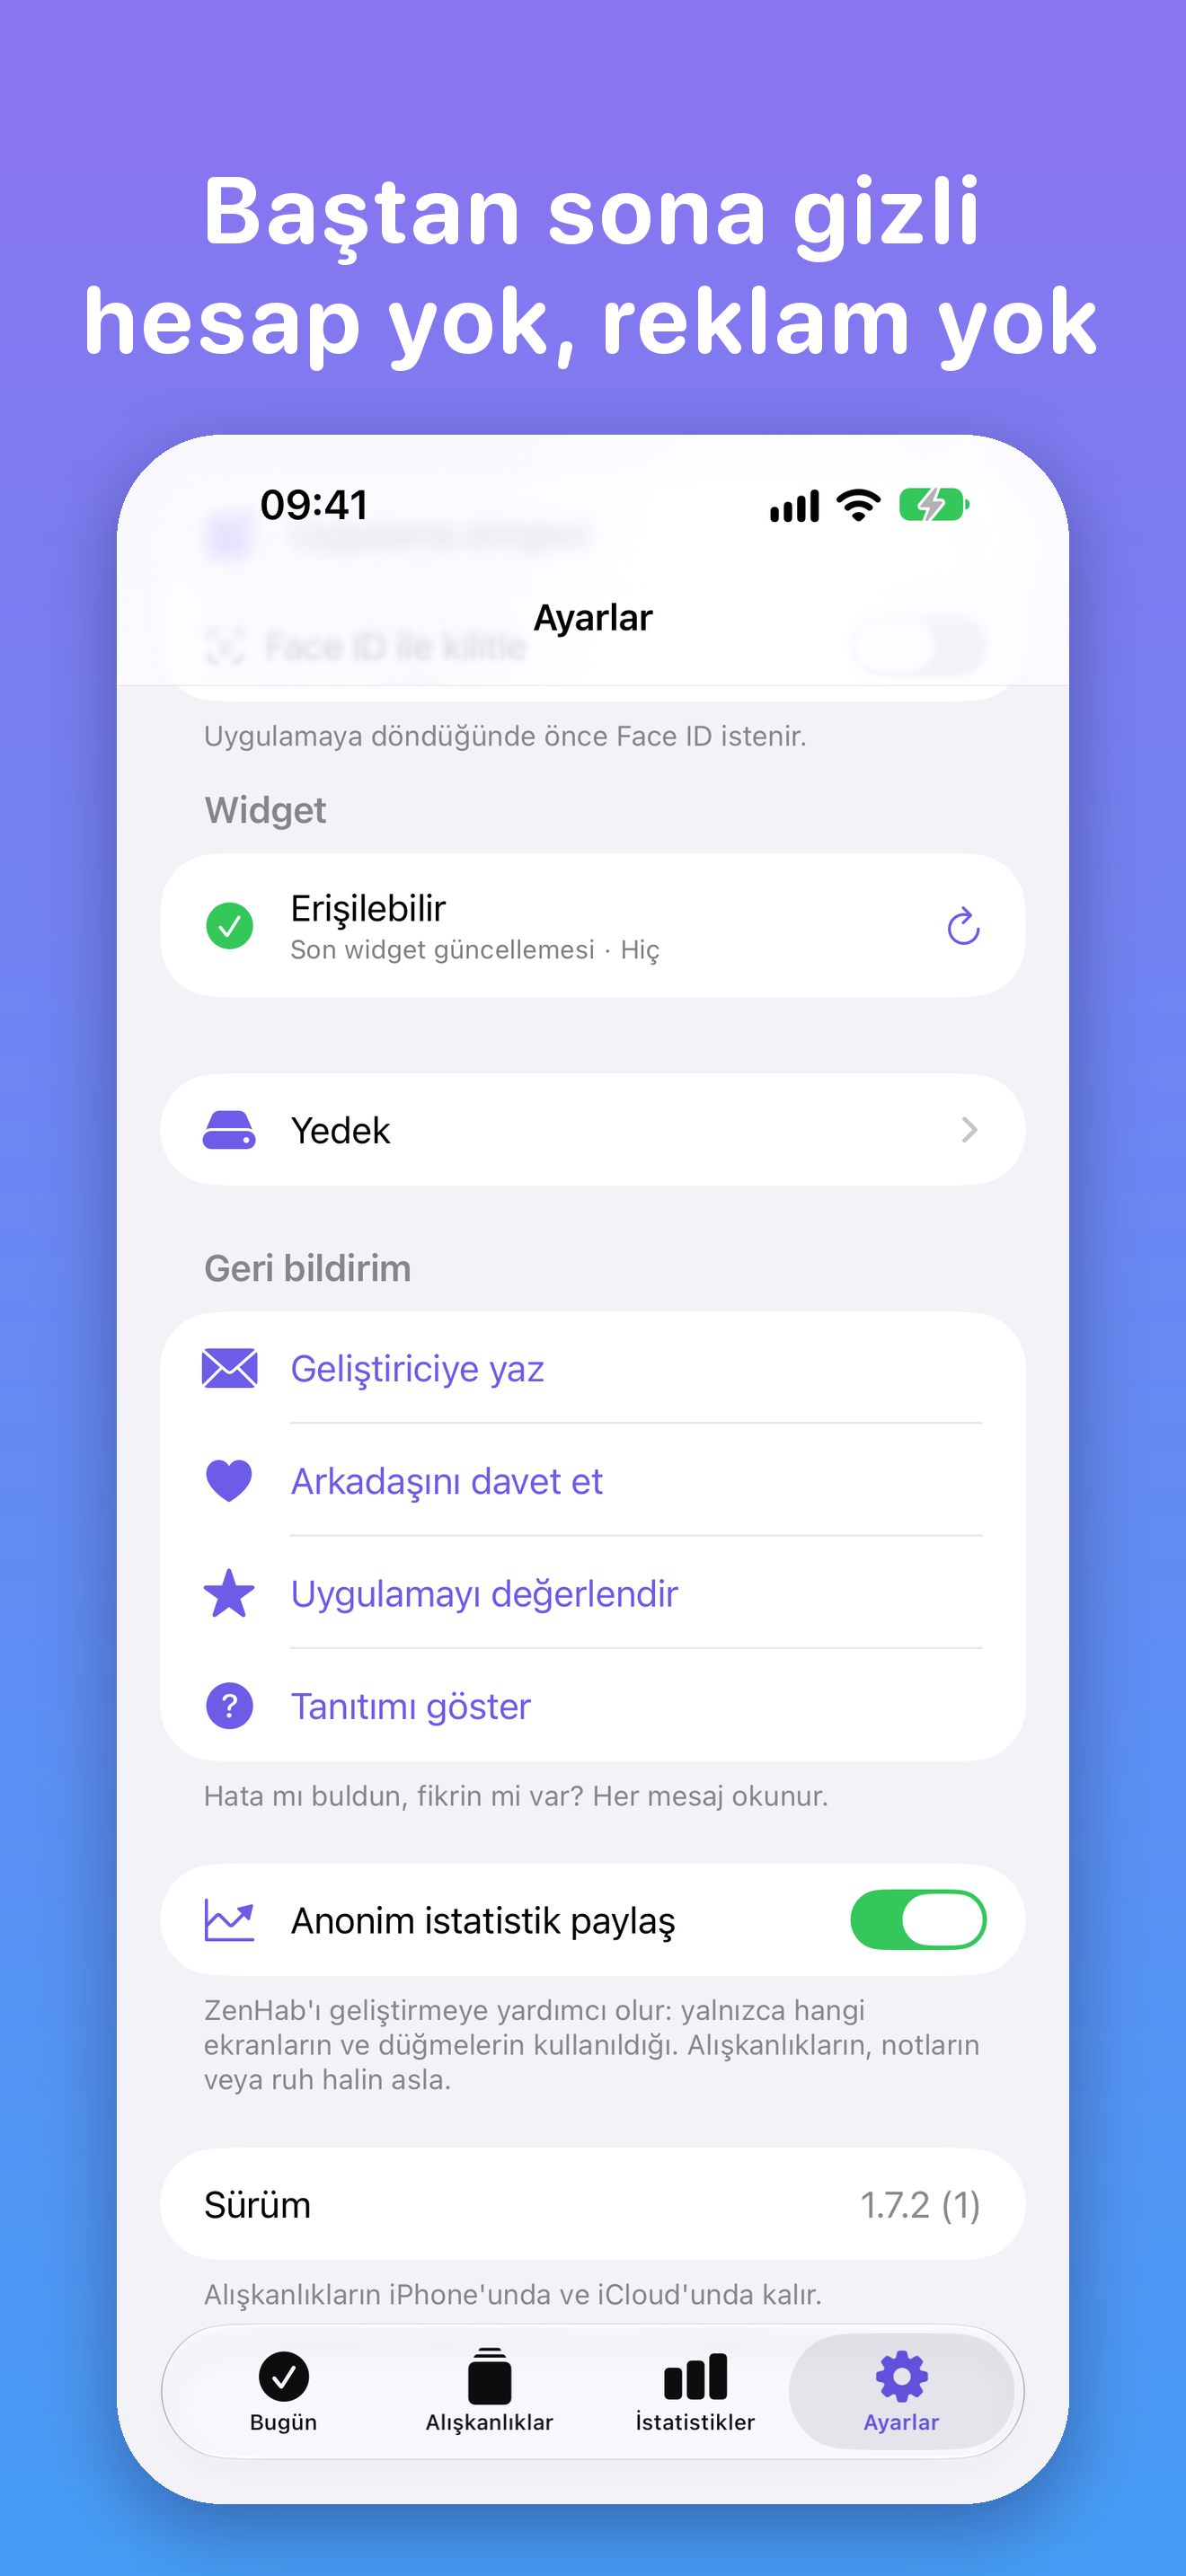 Baştan sona gizli
hesap yok, reklam yok
09:41
Ayarlar
Face ID ile kilitle
Uygulamaya döndüğünde önce Face ID istenir.
Widget
Erişilebilir
Son widget güncellemesi · Hiç
Yedek
Geri bildirim
Geliştiriciye yaz
Arkadaşını davet et
Uygulamayı değerlendir
Tanıtımı göster
Hata mı buldun, fikrin mi var? Her mesaj okunur.
Anonim istatistik paylaş
ZenHab'ı geliştirmeye yardımcı olur: yalnızca hangi
ekranların ve düğmelerin kullanıldığı. Alışkanlıkların, notların
veya ruh halin asla.
Sürüm
1.7.2 (1)
Alışkanlıkların iPhone'unda ve iCloud'unda kalır.
Bugün
Alışkanlıklar
İstatistikler
Ayarlar